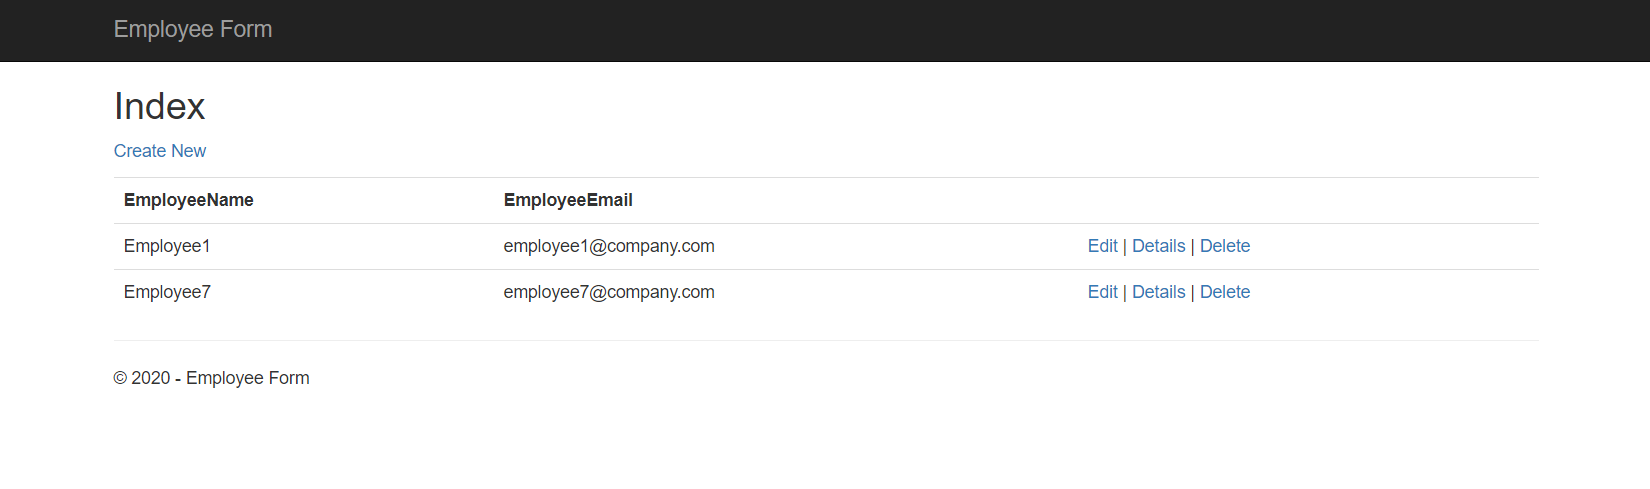 Employee Form
Index
Create New
EmployeeName EmployeeEmail
Employee1 employee1@company.com Edit | Details | Delete
Employee7 employee7@company.com Edit | Details | Delete
© 2020 - Employee Form